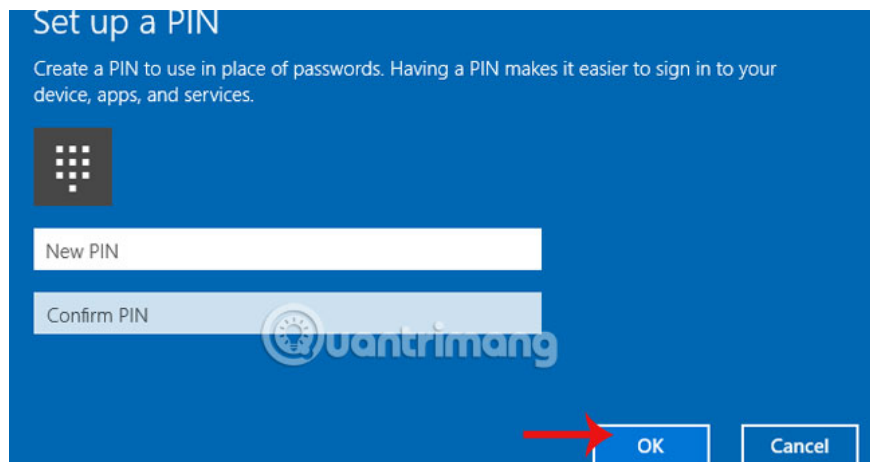 Set up a PIN
Create a PIN to use in place of passwords. Having a PIN makes it easier to sign in to your
device, apps, and services.
New PIN
Confirm PIN
Quantrimang
OK
Cancel